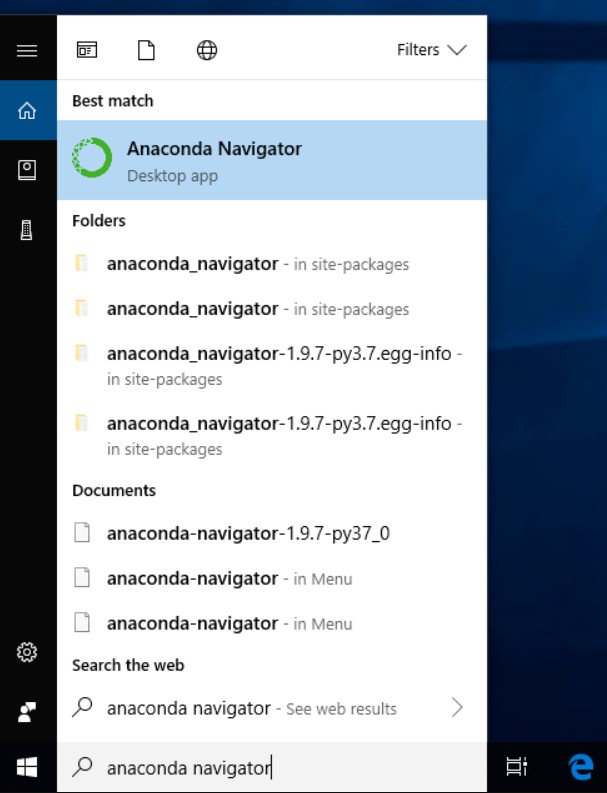 Filters
Best match
Anaconda Navigator
Desktop app
Folders
anaconda_navigator - in site-packages
anaconda_navigator - in site-packages
anaconda_navigator-1.9.7-py3.7.egg-info -
in site-packages
anaconda_navigator-1.9.7-py3.7.egg-info -
in site-packages
Documents
anaconda-navigator-1.9.7-py37_0
anaconda-navigator - in Menu
anaconda-navigator - in Menu
Search the web
anaconda navigator - See web results
anaconda navigator